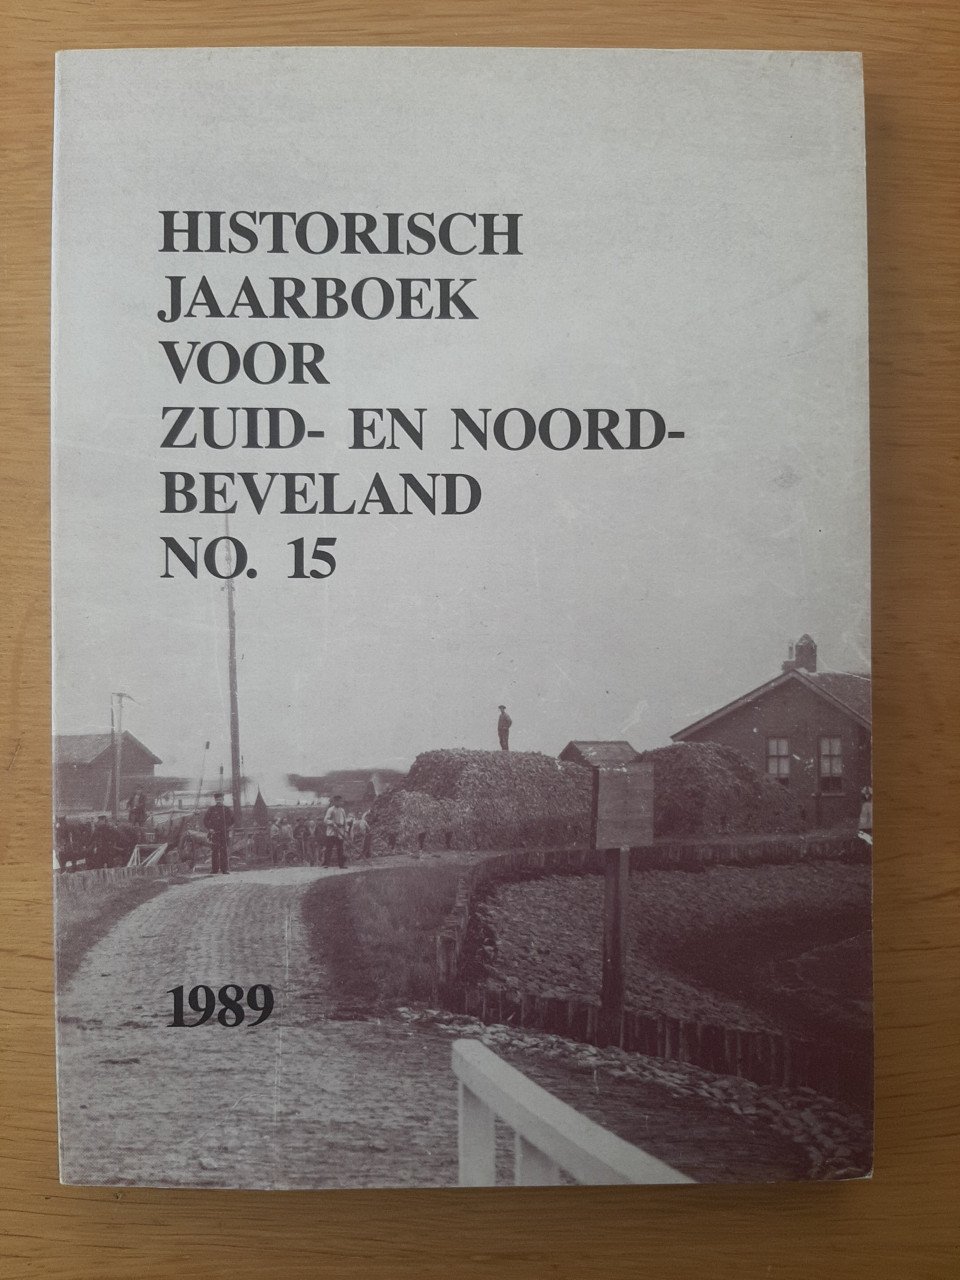 HISTORISCH
JAARBOEK
VOOR
ZUID- EN NOORD-
BEVELAND
NO. 15
1989